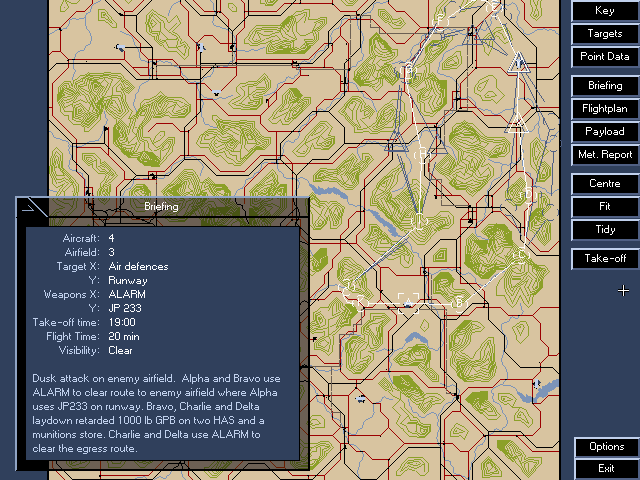 Key
Targets
Point Data
Briefing
Flightplan
Payload
Met. Report
Centre
Fit
Tidy
Take-off
Options
Exit
Briefing
Aircraft: 4
Airfield: 3
Target X: Air defences
Y: Runway
Weapons X: ALARM
Y: JP 233
Take-off time: 19:00
Flight Time: 20 min
Visibility: Clear
Dusk attack on enemy airfield. Alpha and Bravo use
ALARM to clear route to enemy airfield where Alpha
uses JP233 on runway. Bravo, Charlie and Delta
laydown retarded 1000 lb GPB on two HAS and a
munitions store. Charlie and Delta use ALARM to
clear the egress route.